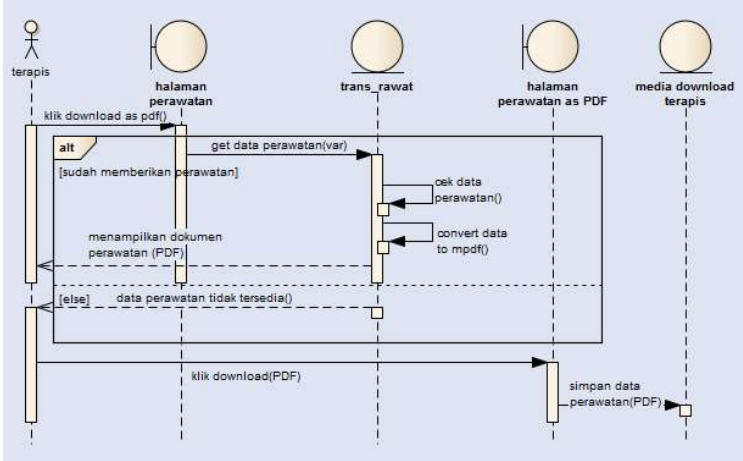 terapis
halaman
perawatan
trans_rawat
halaman
perawatan as PDF
media download
terapis
klik download as pdf()
alt
get data perawatan(var)
[sudah memberikan perawatan]
cek data
perawatan()
convert data
to mpdf()
menampilkan dokumen
perawatan (PDF)
[else]
data perawatan tidak tersedia()
klik download(PDF)
simpan data
perawatan(PDF)